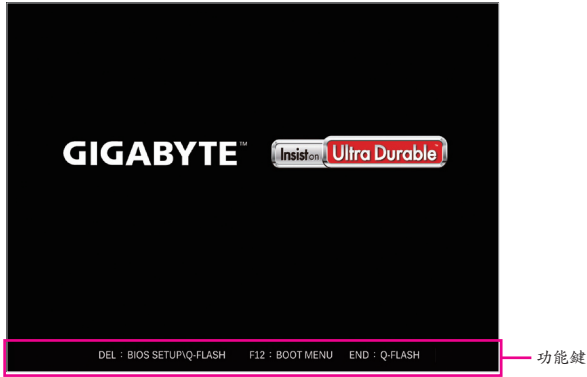 GIGABYTE™
Insist on Ultra Durable™
DEL：BIOS SETUP\Q-FLASH F12：BOOT MENU END：Q-FLASH
功能鍵